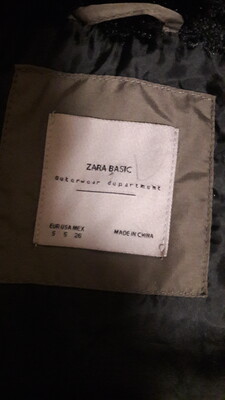 ZARA BASIC
Outerwear department
EUR USA MEX
S S 26
MADE IN CHINA